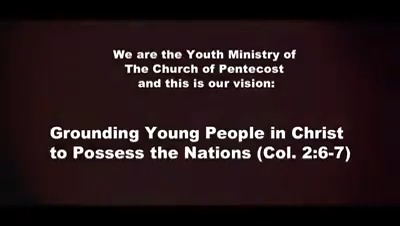 We are the Youth Ministry of
The Church of Pentecost
and this is our vision:
Grounding Young People in Christ
to Possess the Nations (Col. 2:6-7)